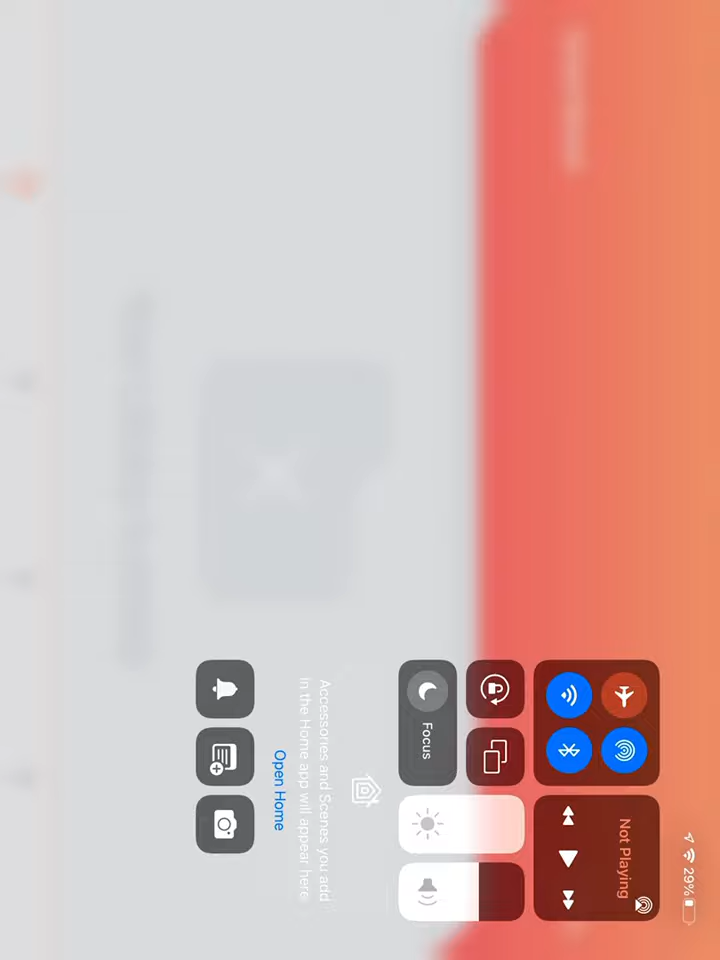 29%
Not Playing
Focus
Accessories and Scenes you add
in the Home app will appear here
Open Home